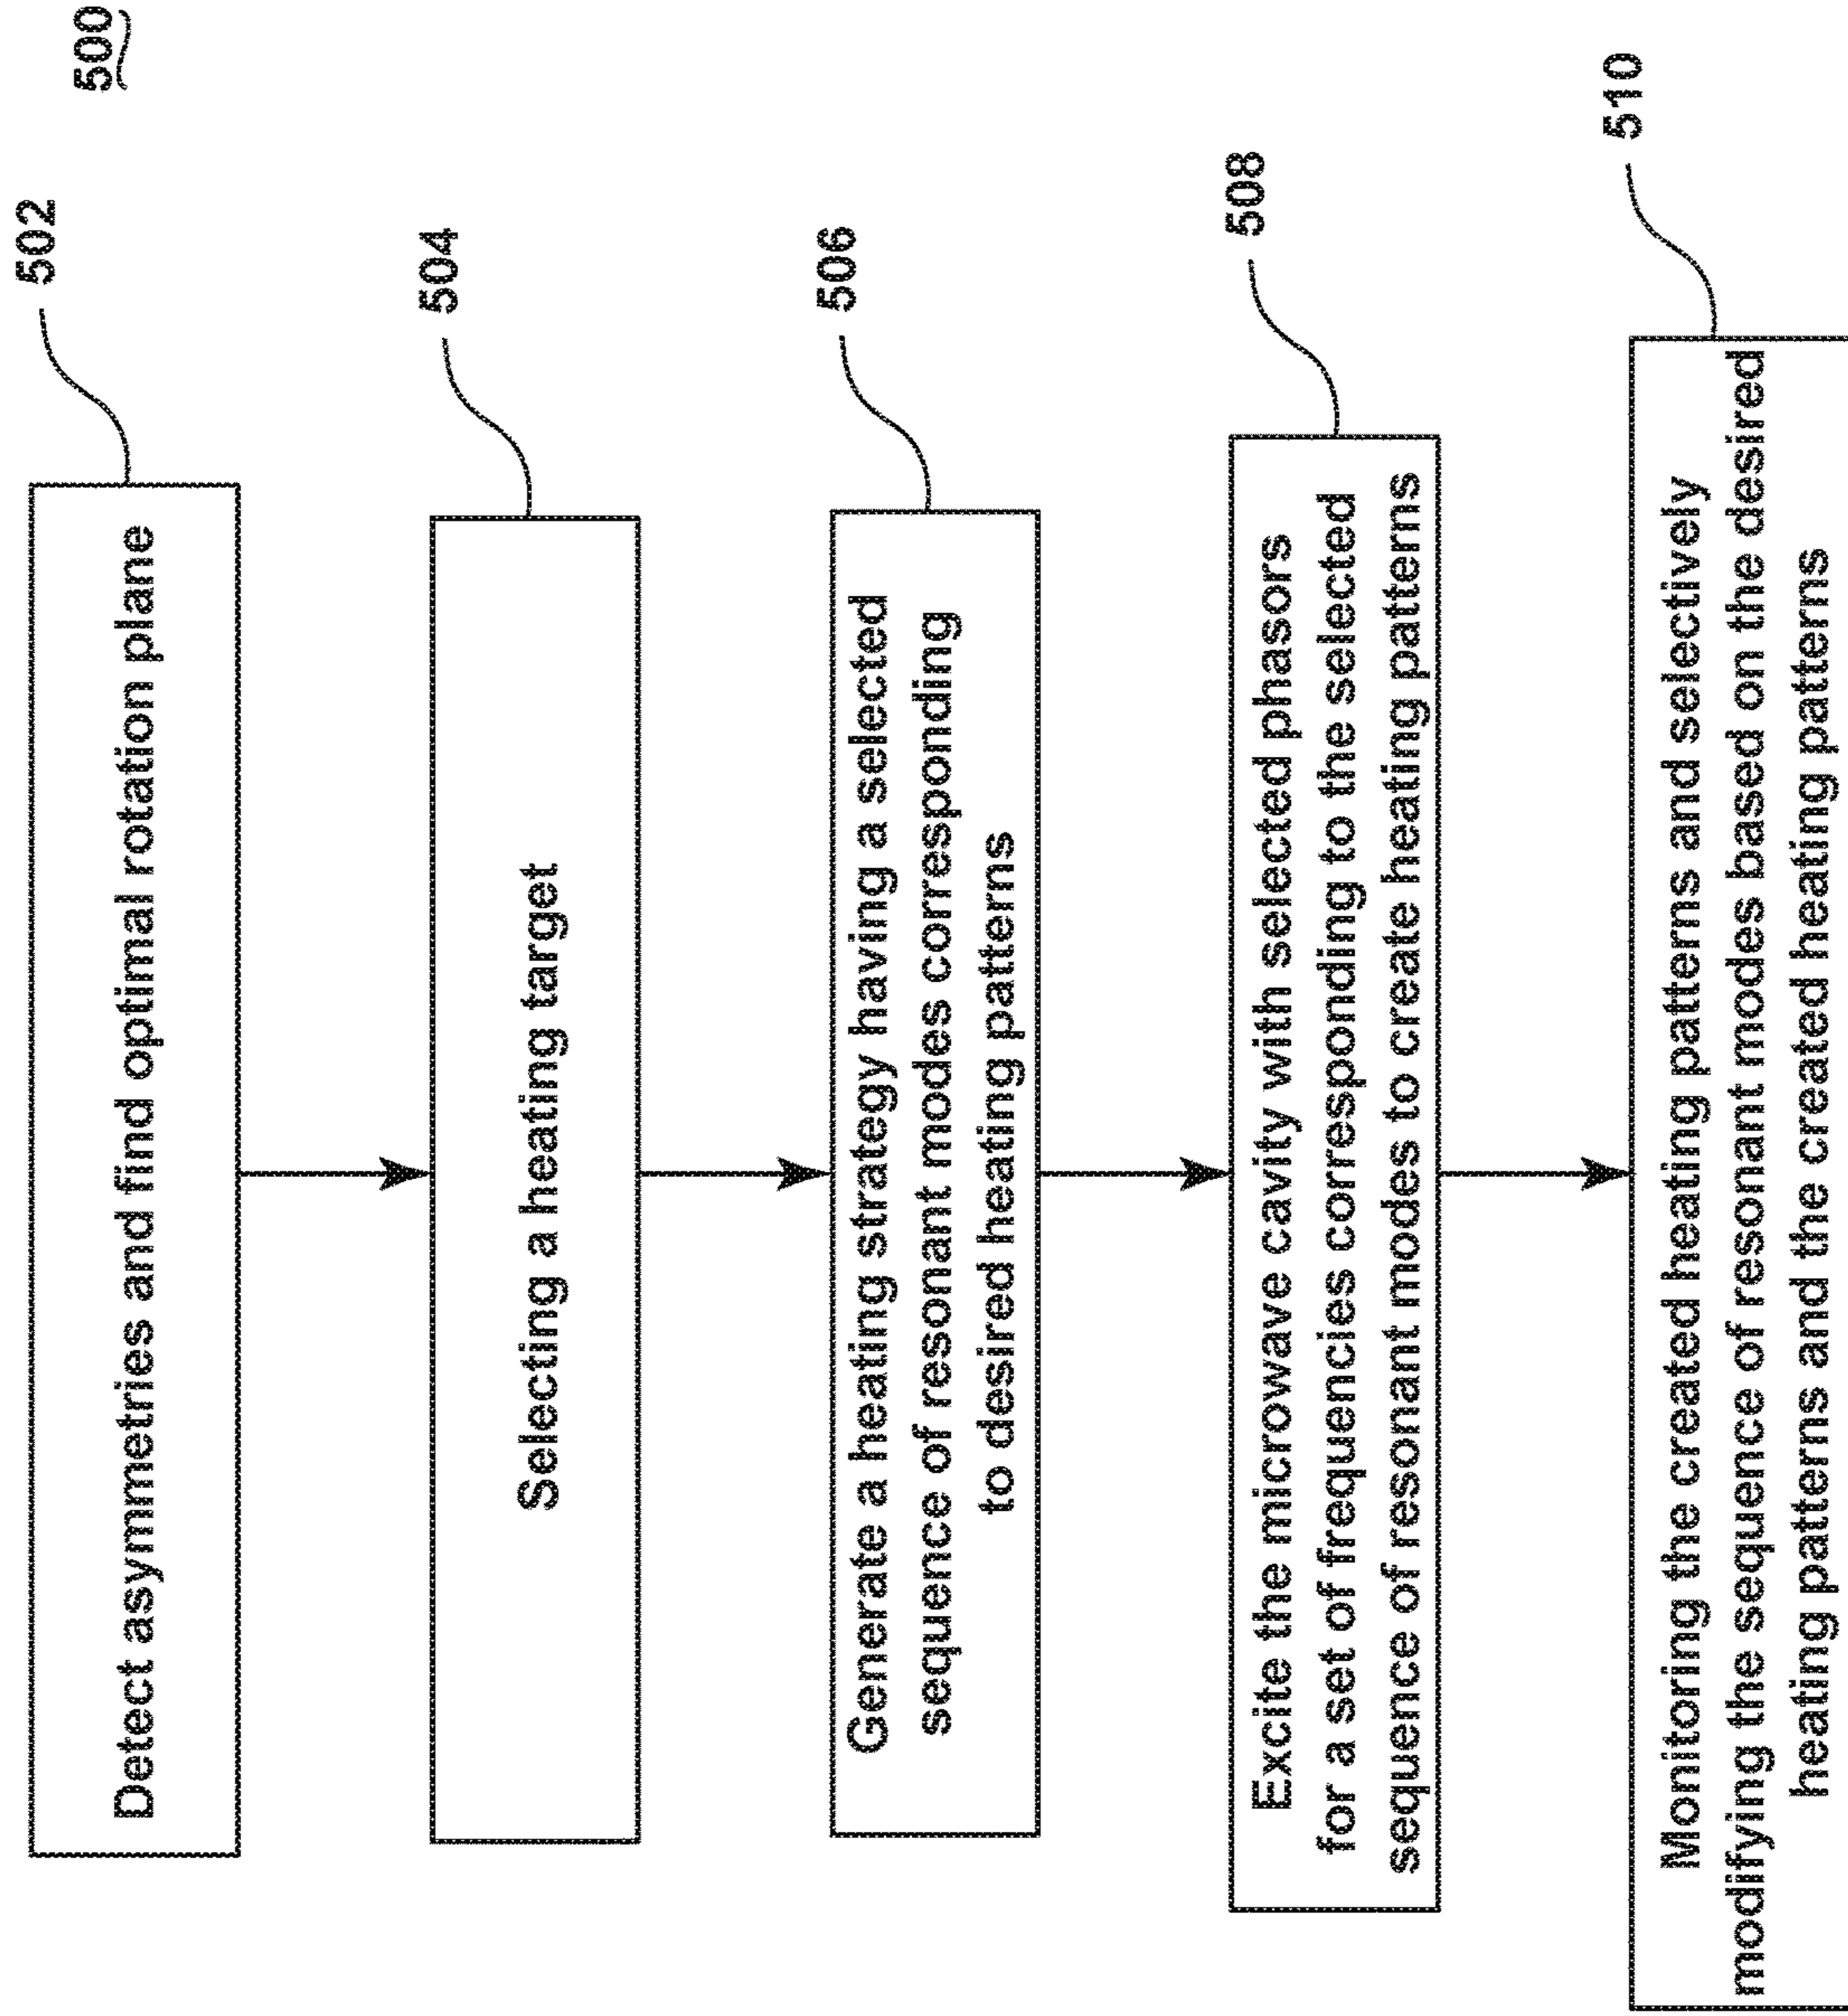 500
502
Detect asymmetries and find optimal rotation plane
504
Selecting a heating target
506
Generate a heating strategy having a selected
sequence of resonant modes corresponding
to desired heating patterns
508
Excite the microwave cavity with selected phasors
for a set of frequencies corresponding to the selected
sequence of resonant modes to create heating patterns
510
Monitoring the created heating patterns and selectively
modifying the sequence of resonant modes based on the desired
heating patterns and the created heating patterns